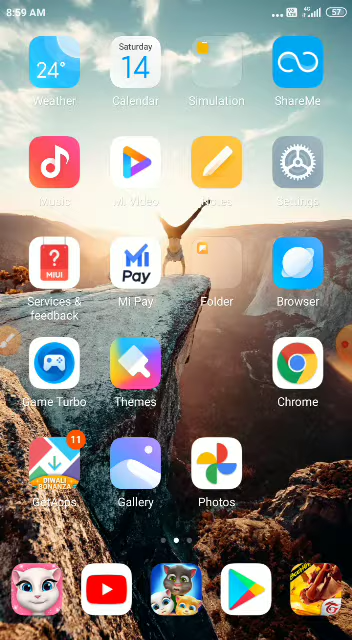 8:59 AM
57
24°
Saturday
14
Weather
Calendar
Simulation
ShareMe
Music
Mi Video
Notes
Settings
?
MIUI
Mi
Pay
Services &
feedback
Mi Pay
Folder
Browser
Game Turbo
Themes
Chrome
11
DIWALI
BONANZA
GetApps
Gallery
Photos